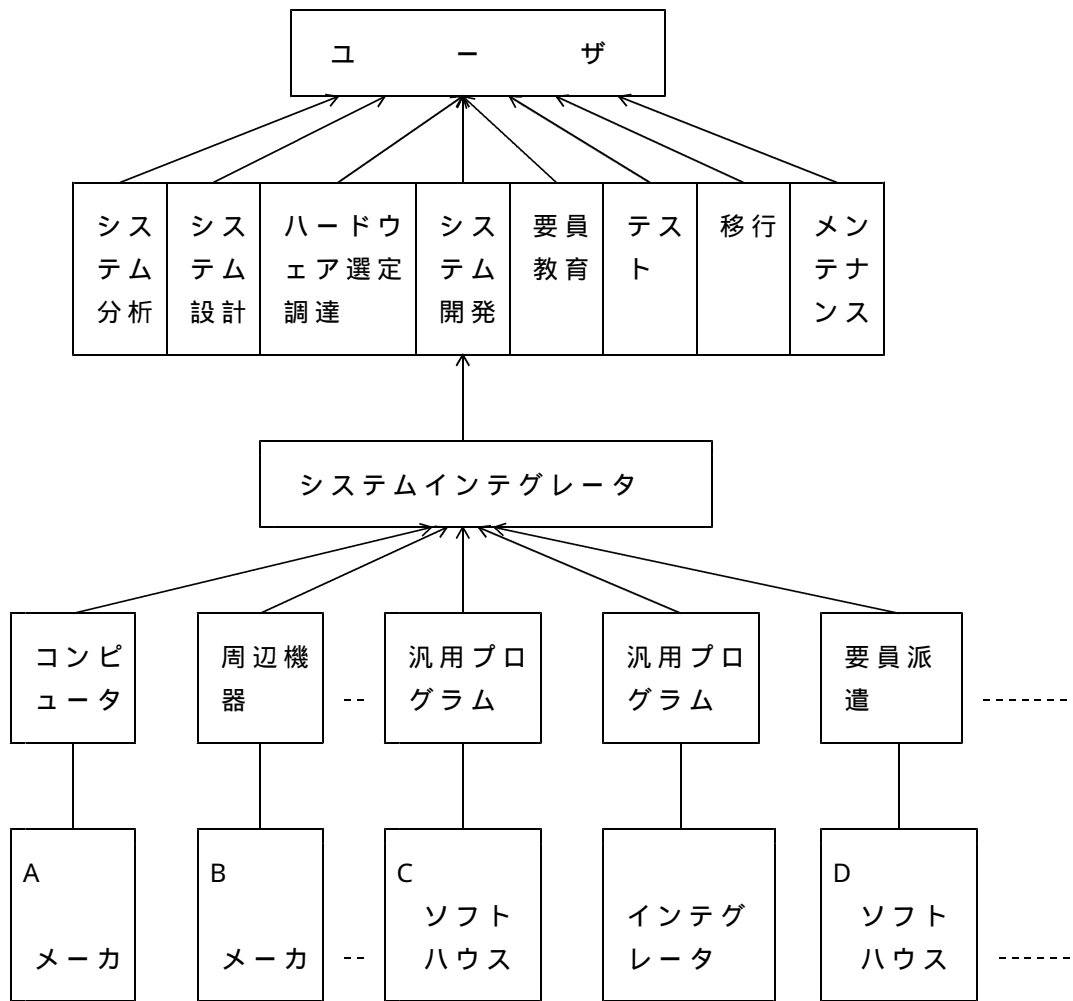 ユーザ
システム分析
システム設計
ハードウェア選定調達
システム開発
要員教育
テスト
移行
メンテナンス
システムインテグレータ
コンピュータ
周辺機器
汎用プログラム
汎用プログラム
要員派遣
A
メーカ
B
メーカ
C
ソフト
ハウス
インテグ
レータ
D
ソフト
ハウス